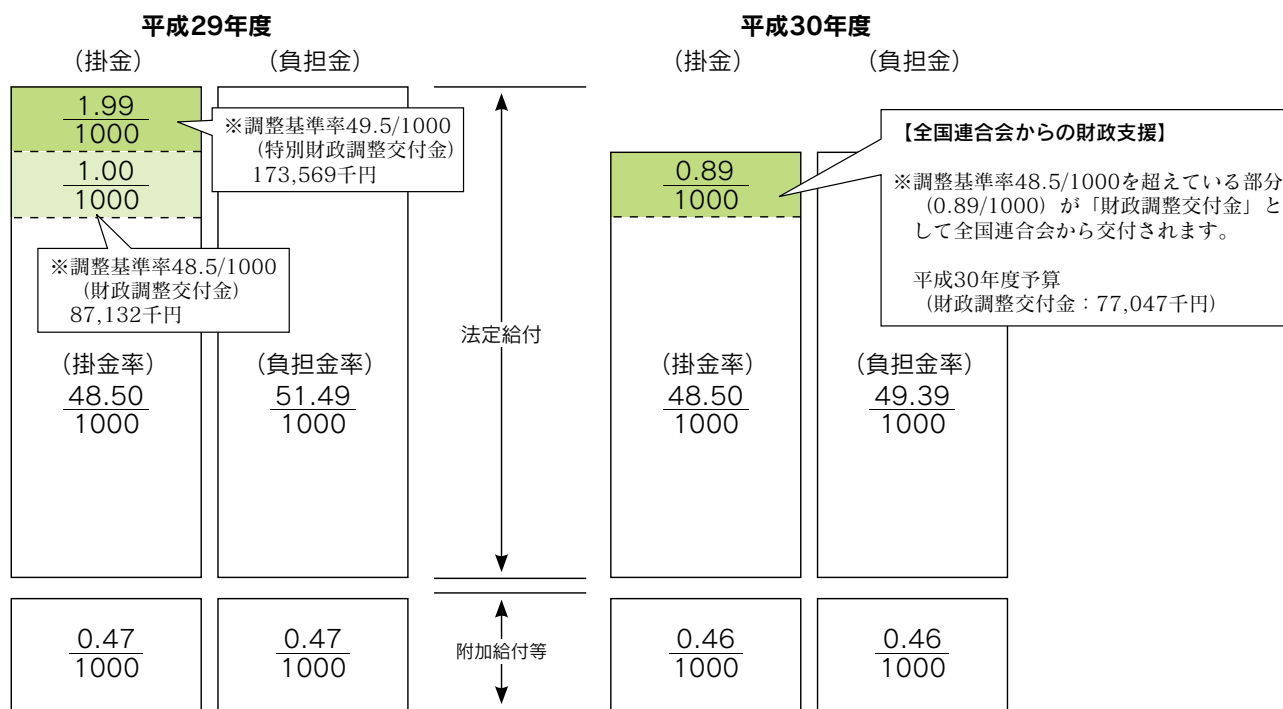 平成29年度
(掛金)
(負担金)
1.99
1000
※調整基準率49.5/1000
(特別財政調整交付金)
173,569千円
1.00
1000
※調整基準率48.5/1000
(財政調整交付金)
87,132千円
(掛金率)
48.50
1000
(負担金率)
51.49
1000
0.47
1000
0.47
1000
法定給付
附加給付等
平成30年度
(掛金)
(負担金)
0.89
1000
【全国連合会からの財政支援】
※調整基準率48.5/1000を超えている部分
(0.89/1000)が「財政調整交付金」と
して全国連合会から交付されます。
平成30年度予算
(財政調整交付金：77,047千円)
(掛金率)
48.50
1000
(負担金率)
49.39
1000
0.46
1000
0.46
1000